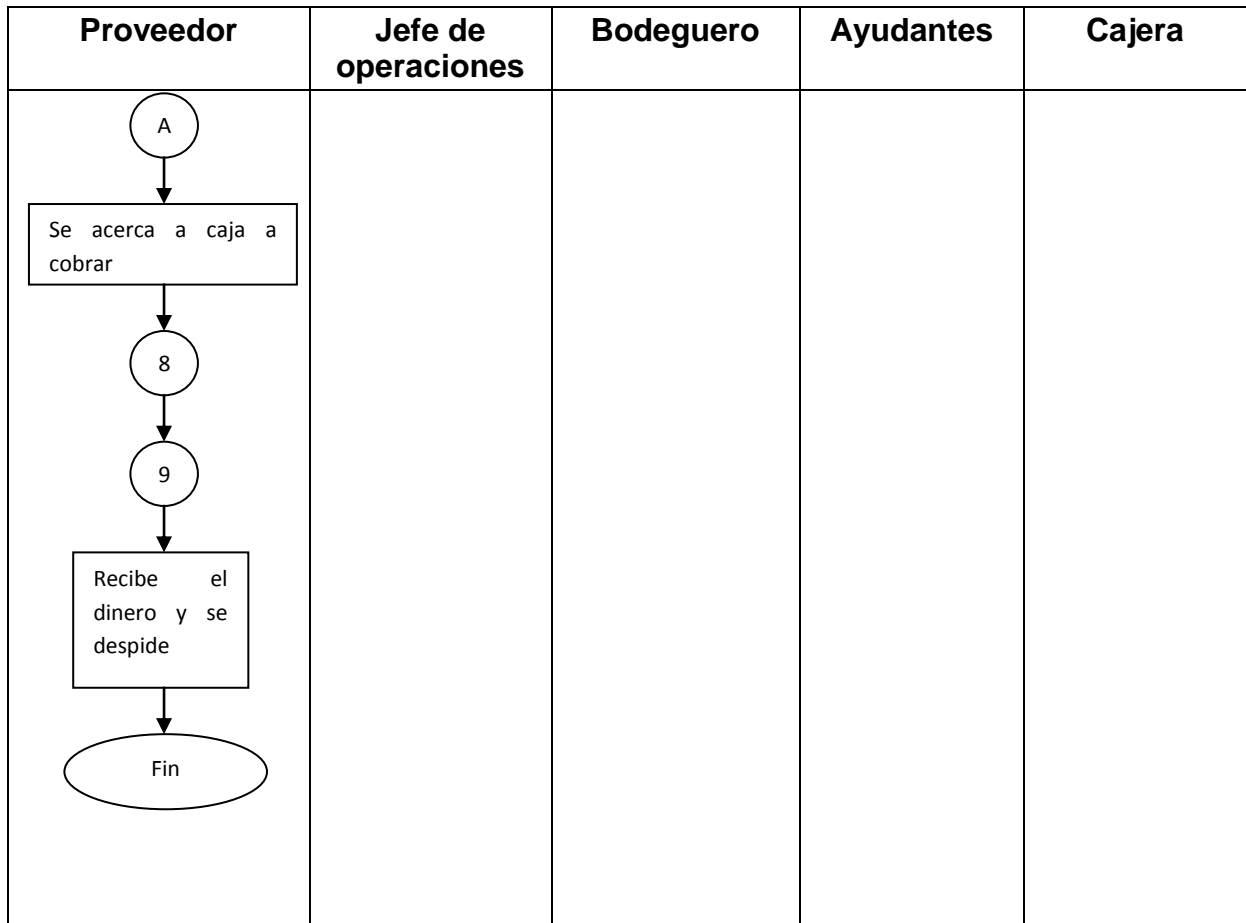 Proveedor
Jefe de
operaciones
Bodeguero
Ayudantes
Cajera
A
Se acerca a caja a
cobrar
8
9
Recibe el
dinero y se
despide
Fin